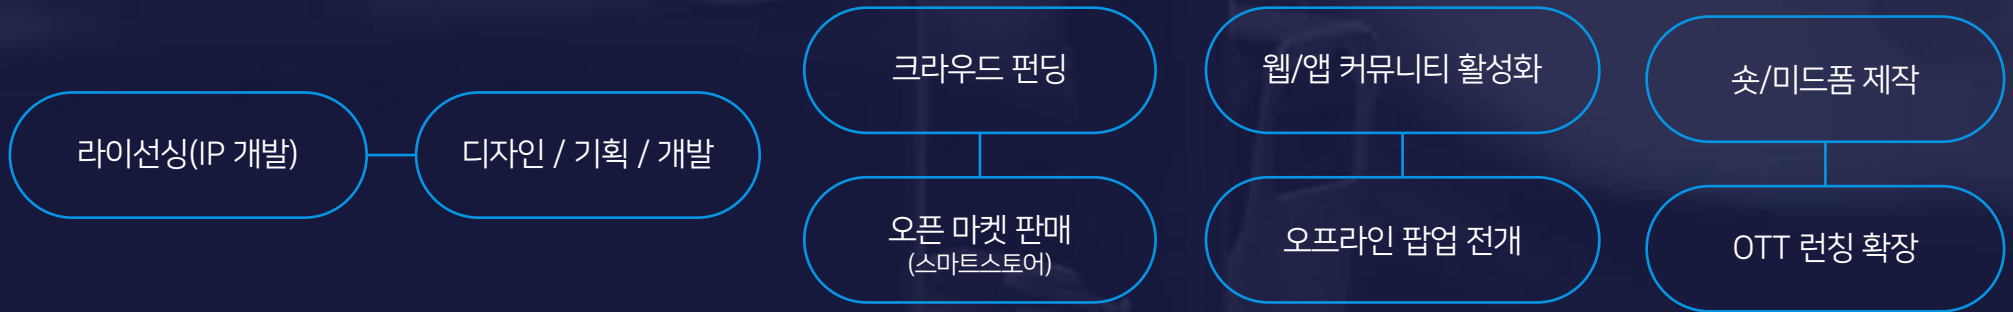 라이선싱(IP 개발)
디자인 / 기획 / 개발
크라우드 펀딩
오픈 마켓 판매
(스마트스토어)
웹/앱 커뮤니티 활성화
오프라인 팝업 전개
숏/미드폼 제작
OTT 런칭 확장